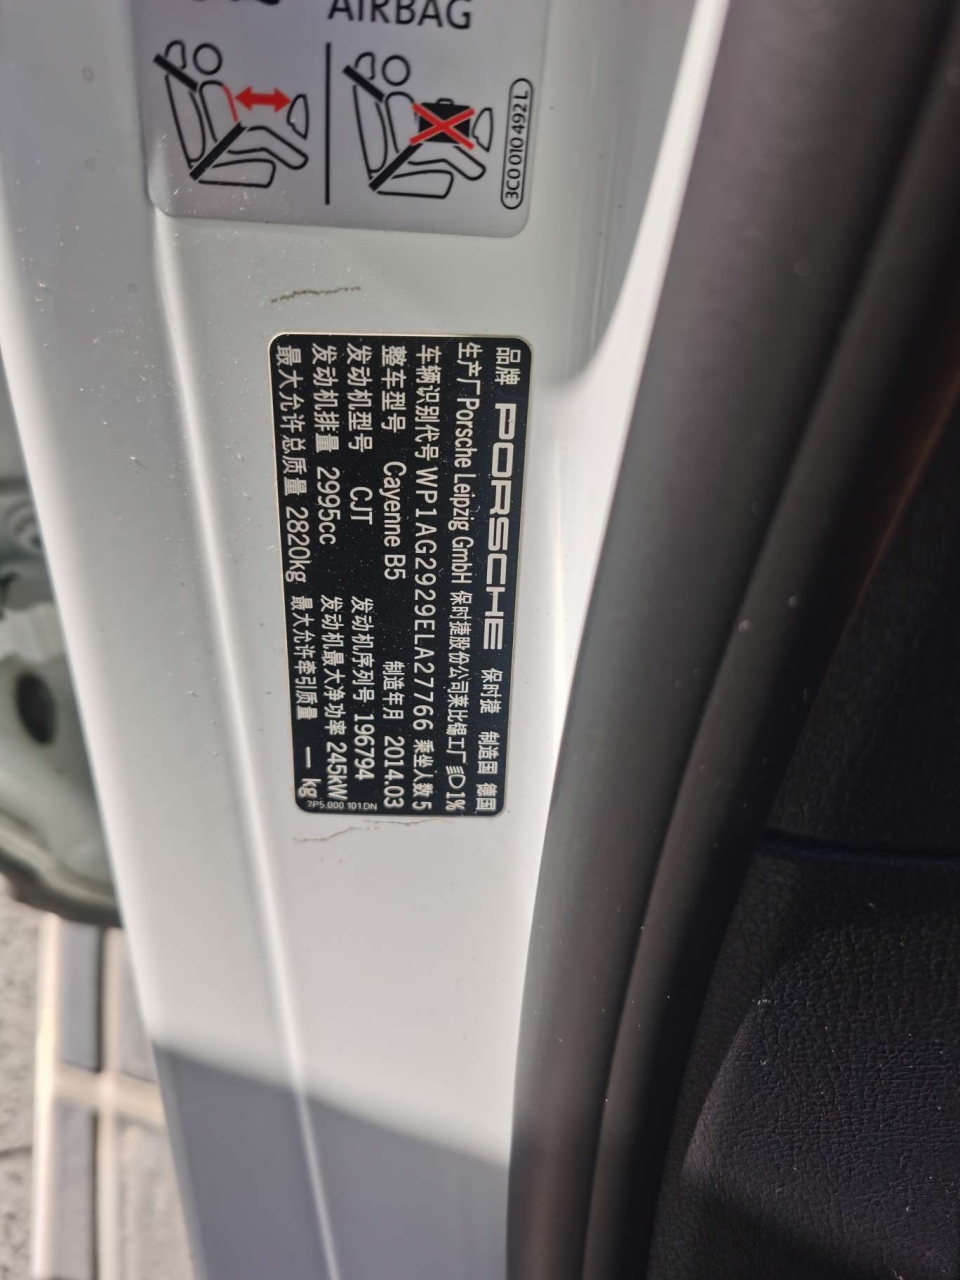 AIRBAG
3C0 010 492 L
品牌 PORSCHE 保时捷 制造国 德国
生产厂 Porsche Leipzig GmbH 保时捷股份公司莱比锡工厂 1%
车辆识别代号 WP1AG2929ELA27766 乘坐人数 5
整车型号 Cayenne B5 制造年月 2014.03
发动机型号 CJT 发动机序列号 196794
发动机排量 2995cc 发动机最大净功率 245kW
最大允许总质量 2820kg 最大允许牵引质量 — kg
7P5.000.101.DN